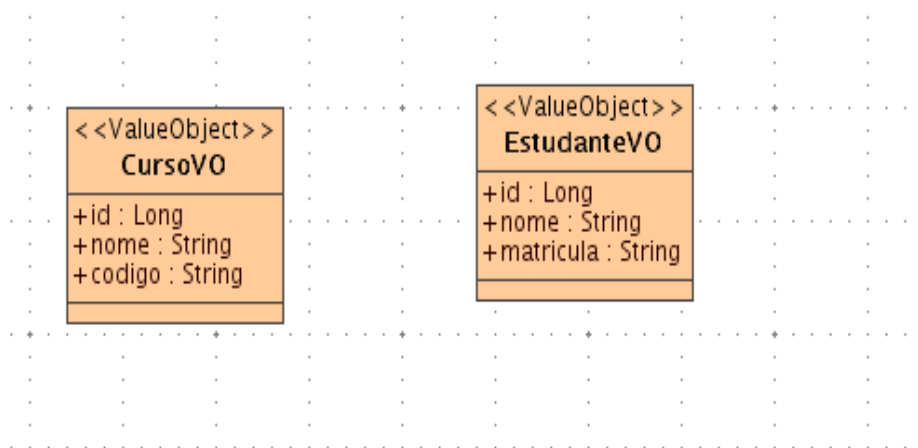 <<ValueObject>>
CursoVO
+id : Long
+nome : String
+codigo : String
<<ValueObject>>
EstudanteVO
+id : Long
+nome : String
+matricula : String